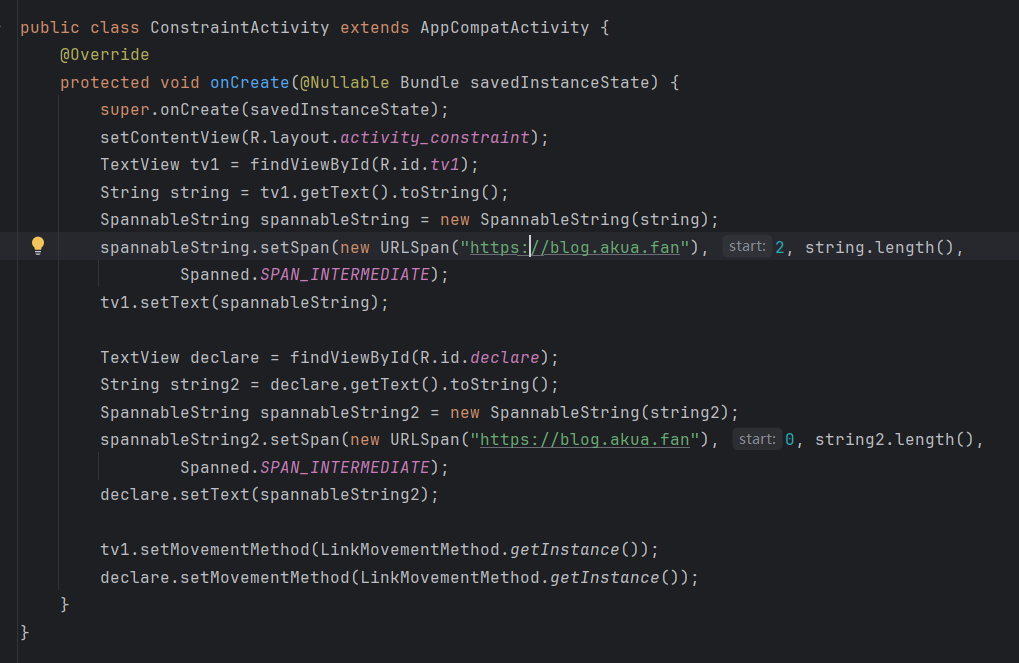 public class ConstraintActivity extends AppCompatActivity {
@Override
protected void onCreate(@Nullable Bundle savedInstanceState) {
super.onCreate(savedInstanceState);
setContentView(R.layout.activity_constraint);
TextView tv1 = findViewById(R.id.tv1);
String string = tv1.getText().toString();
SpannableString spannableString = new SpannableString(string);
spannableString.setSpan(new URLSpan("https://blog.akua.fan"), start: 2, string.length(),
Spanned.SPAN_INTERMEDIATE);
tv1.setText(spannableString);
TextView declare = findViewById(R.id.declare);
String string2 = declare.getText().toString();
SpannableString spannableString2 = new SpannableString(string2);
spannableString2.setSpan(new URLSpan("https://blog.akua.fan"), start: 0, string2.length(),
Spanned.SPAN_INTERMEDIATE);
declare.setText(spannableString2);
tv1.setMovementMethod(LinkMovementMethod.getInstance());
declare.setMovementMethod(LinkMovementMethod.getInstance());
}
}